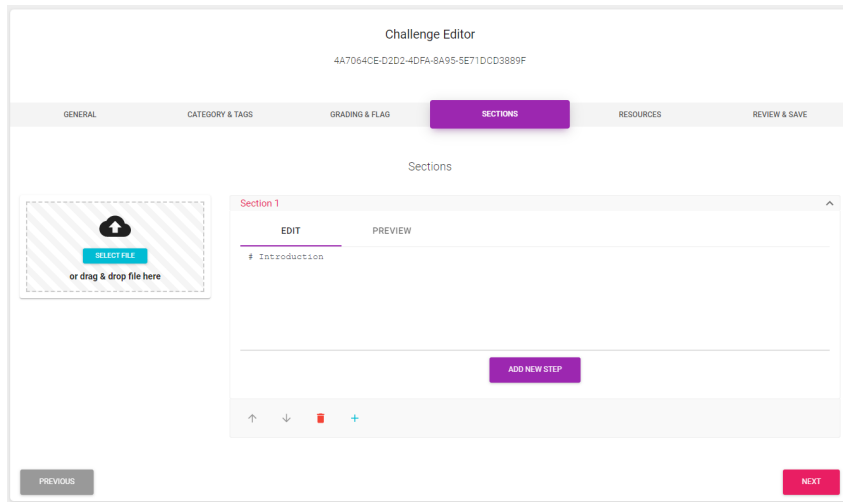 Challenge Editor
4A7064CE-D2D2-4DFA-8A95-5E71DCD3889F
GENERAL
CATEGORY & TAGS
GRADING & FLAG
SECTIONS
RESOURCES
REVIEW & SAVE
Sections
SELECT FILE
or drag & drop file here
Section 1
EDIT
PREVIEW
# Introduction
ADD NEW STEP
PREVIOUS
NEXT